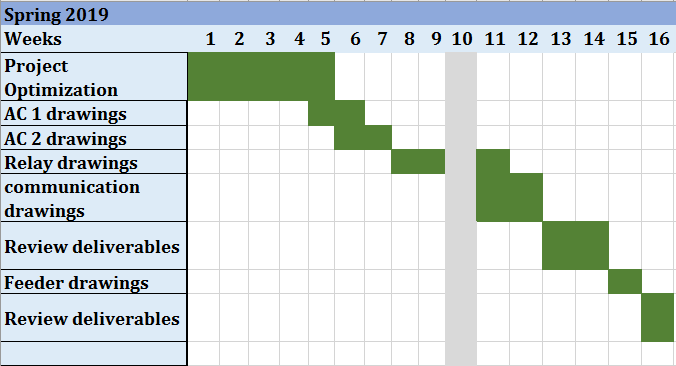 Spring 2019
Weeks 1 2 3 4 5 6 7 8 9 10 11 12 13 14 15 16
Project
Optimization
AC 1 drawings
AC 2 drawings
Relay drawings
communication
drawings
Review deliverables
Feeder drawings
Review deliverables